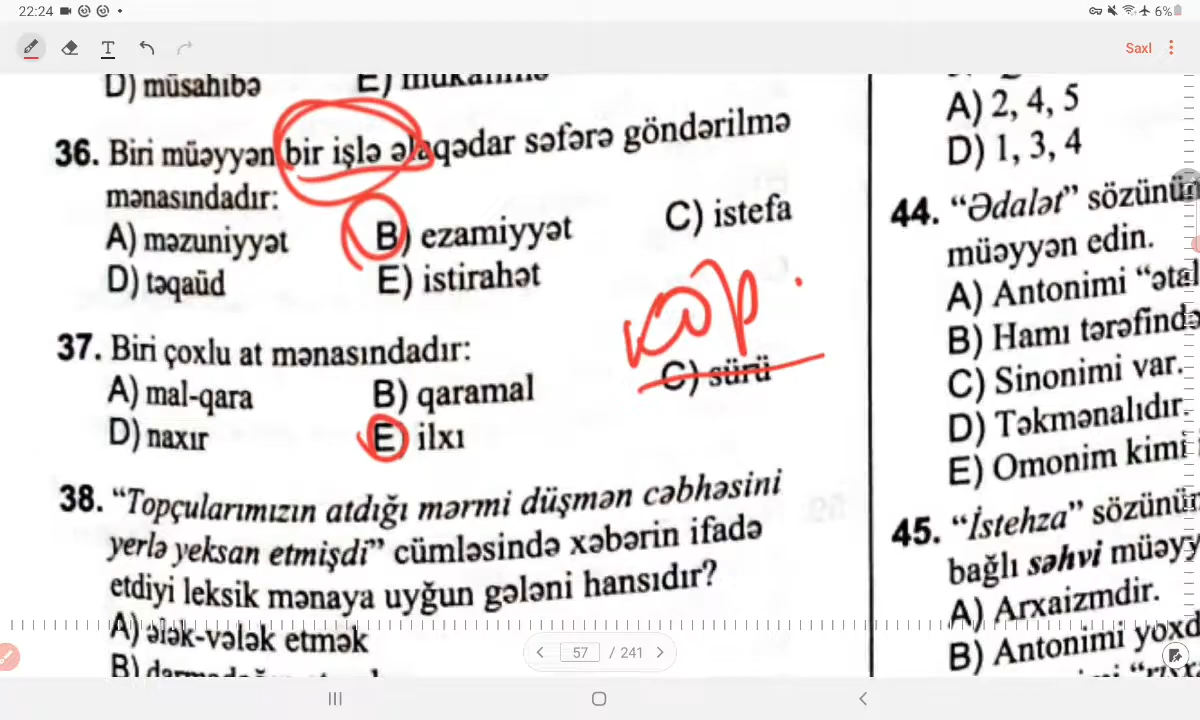 22:24
6%
T
Saxl
D) müsahibə
36. Biri müəyyən bir işlə əlaqədar səfərə göndərilmə
mənasındadır:
A) məzuniyyət B) ezamiyyət C) istefa
D) təqaüd E) istirahət
37. Biri çoxlu at mənasındadır:
A) mal-qara B) qaramal C) sürü
D) naxır E) ilxı
38. “Topçularımızın atdığı mərmi düşmən cəbhəsini
yerlə yeksan etmişdi” cümləsində xəbərin ifadə
etdiyi leksik mənaya uyğun gələni hansıdır?
A) ələk-vələk etmək
A) 2, 4, 5
D) 1, 3, 4
44. “Ədalət” sözünün
müəyyən edin.
A) Antonimi “ətal
B) Hamı tərəfində
C) Sinonimi var.
D) Təkmənalıdır.
E) Omonim kimi
45. “İstehza” sözünün
bağlı səhvi müəyy
A) Arxaizmdir.
B) Antonimi yoxd
57 / 241